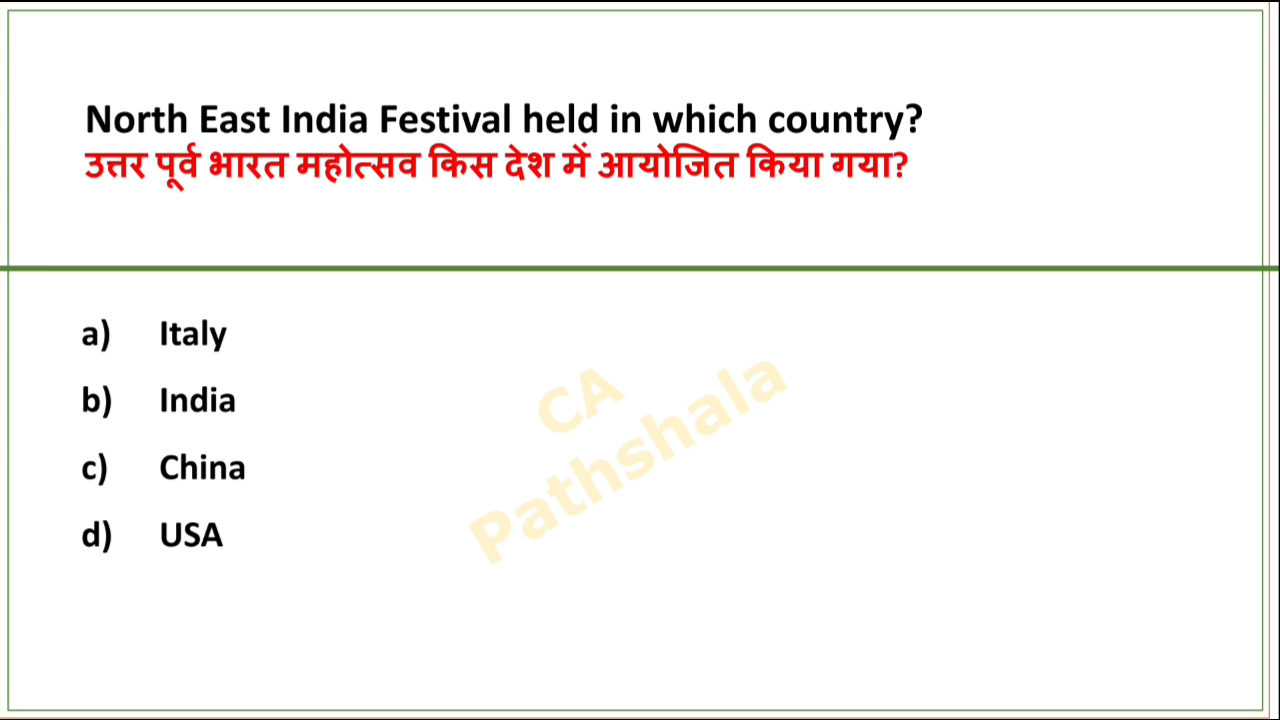 North East India Festival held in which country?
उत्तर पूर्व भारत महोत्सव किस देश में आयोजित किया गया?
a) Italy
b) India
c) China
d) USA
CA
Pathshala